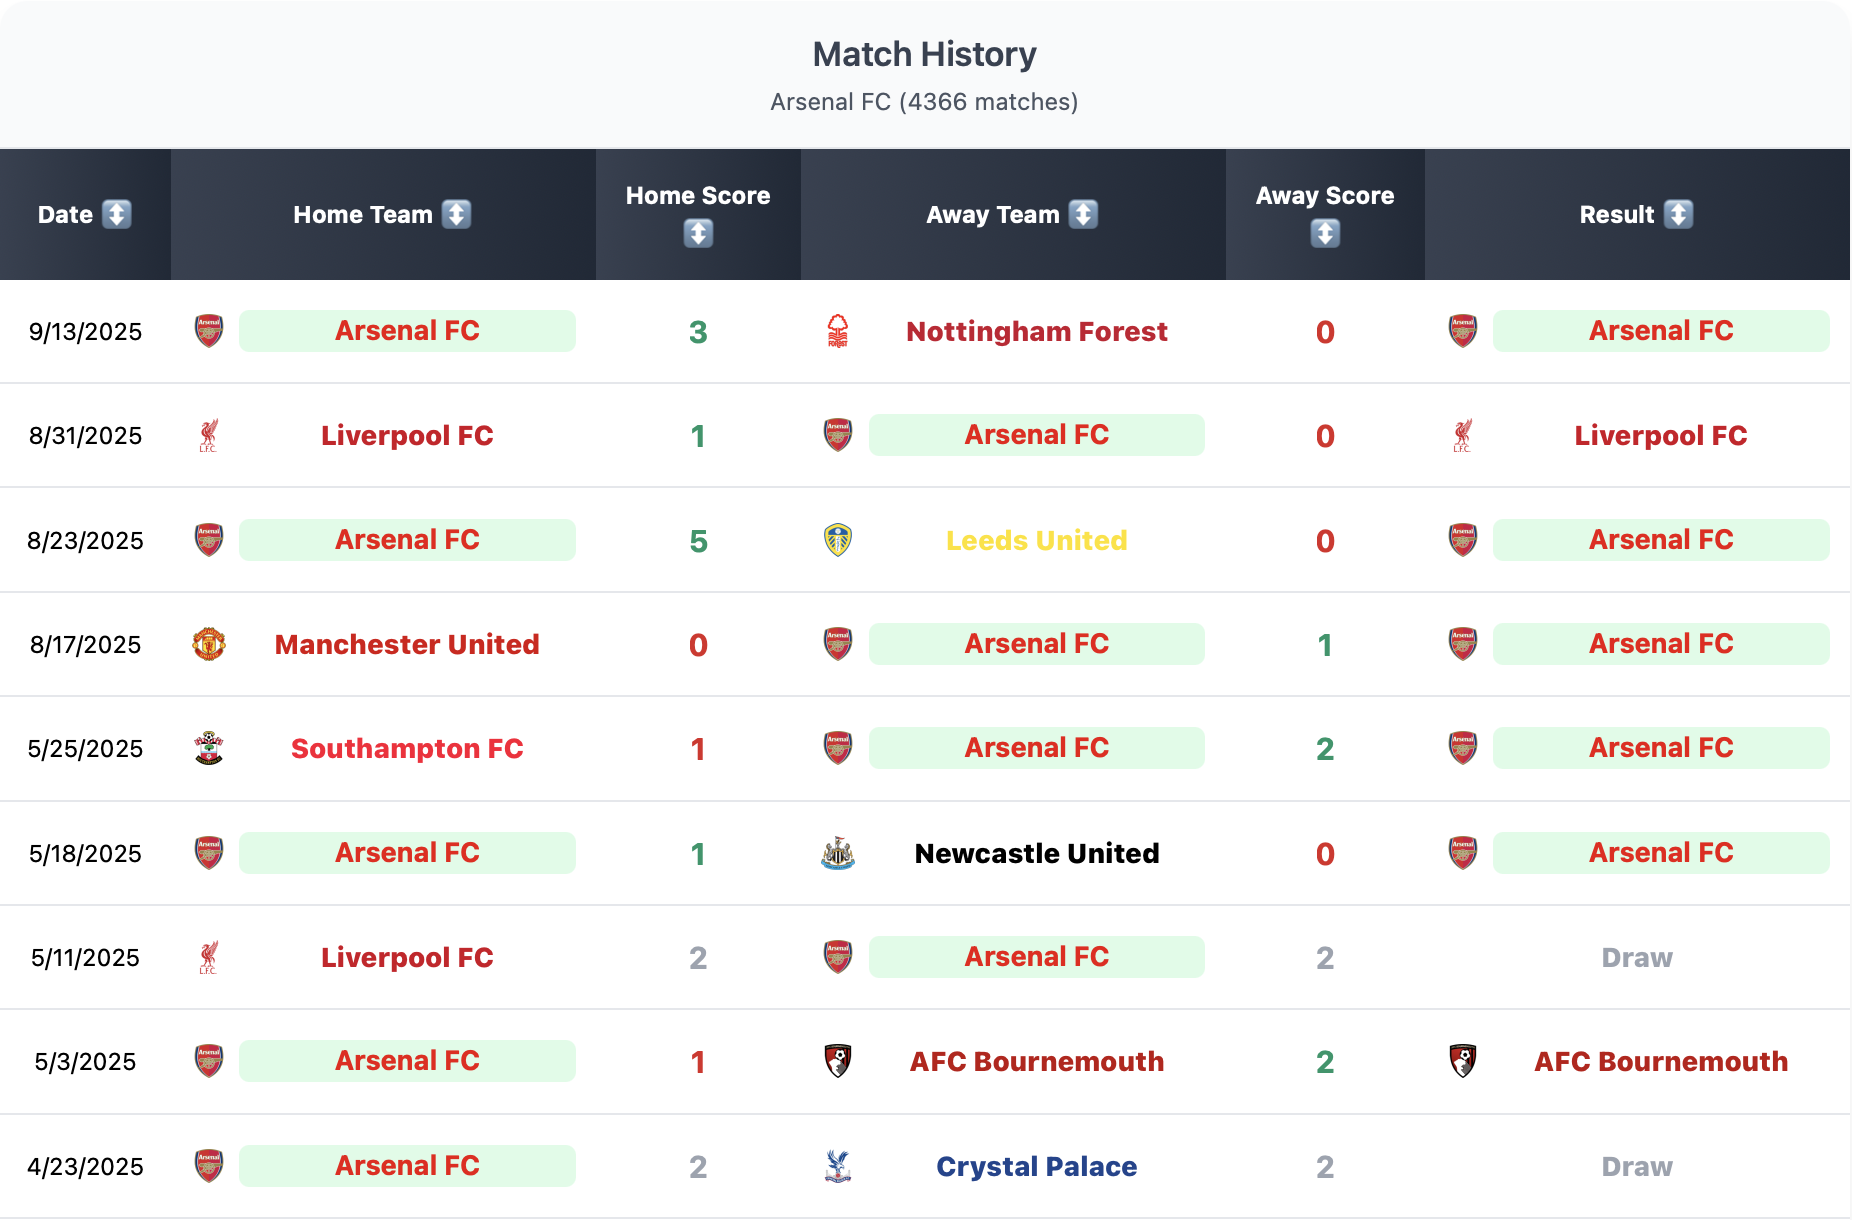 Match History
Arsenal FC (4366 matches)
Date Home Team Home Score Away Team Away Score Result
9/13/2025 Arsenal FC 3 Nottingham Forest 0 Arsenal FC
8/31/2025 Liverpool FC 1 Arsenal FC 0 Liverpool FC
8/23/2025 Arsenal FC 5 Leeds United 0 Arsenal FC
8/17/2025 Manchester United 0 Arsenal FC 1 Arsenal FC
5/25/2025 Southampton FC 1 Arsenal FC 2 Arsenal FC
5/18/2025 Arsenal FC 1 Newcastle United 0 Arsenal FC
5/11/2025 Liverpool FC 2 Arsenal FC 2 Draw
5/3/2025 Arsenal FC 1 AFC Bournemouth 2 AFC Bournemouth
4/23/2025 Arsenal FC 2 Crystal Palace 2 Draw